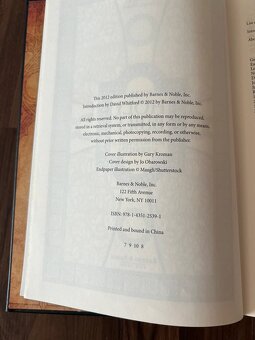 This 2012 edition published by Barnes & Noble, Inc.
Introduction by David Whitford © 2012 by Barnes & Noble, Inc.
All rights reserved. No part of this publication may be reproduced,
stored in a retrieval system, or transmitted, in any form or by any means,
electronic, mechanical, photocopying, recording, or otherwise,
without prior written permission from the publisher.
Cover illustration by Gary Kroman
Cover design by Jo Obarowski
Endpaper illustration © Maugli/Shutterstock
Barnes & Noble, Inc.
122 Fifth Avenue
New York, NY 10011
ISBN: 978-1-4351-2539-1
Printed and bound in China
7 9 10 8